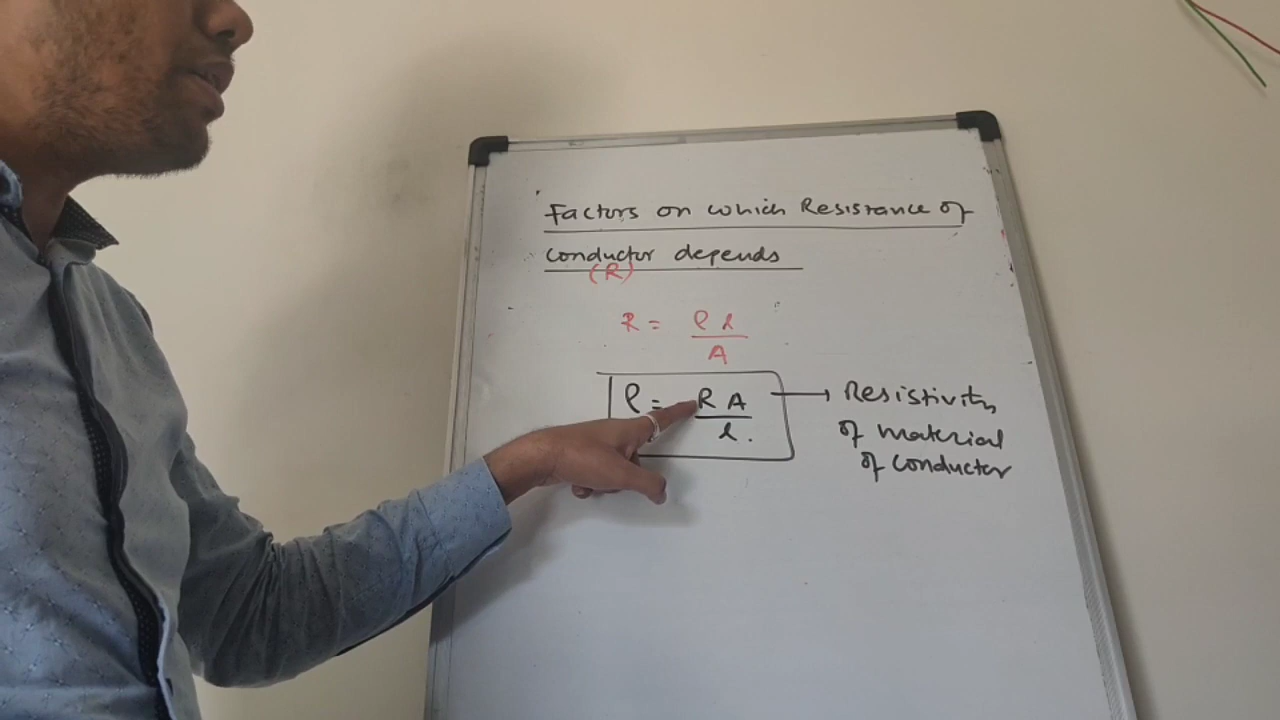 Factors on which Resistance of
conductor depends
(R)
R = ρ l
A
ρ = R A
l.
→ Resistivity
of material
of conductor